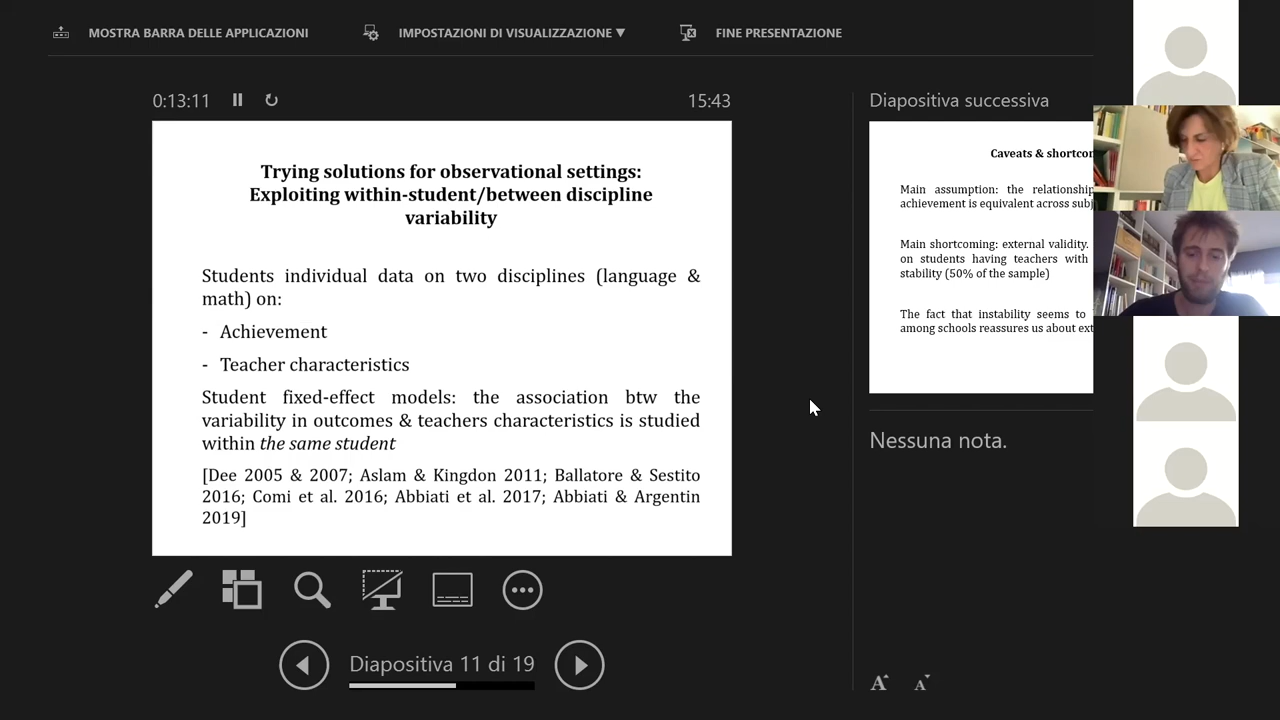 MOSTRA BARRA DELLE APPLICAZIONI
IMPOSTAZIONI DI VISUALIZZAZIONE ▼
FINE PRESENTAZIONE
0:13:11
15:43
Trying solutions for observational settings:
Exploiting within-student/between discipline
variability
Students individual data on two disciplines (language &
math) on:
- Achievement
- Teacher characteristics
Student fixed-effect models: the association btw the
variability in outcomes & teachers characteristics is studied
within the same student
[Dee 2005 & 2007; Aslam & Kingdon 2011; Ballatore & Sestito
2016; Comi et al. 2016; Abbiati et al. 2017; Abbiati & Argentin
2019]
Diapositiva 11 di 19
Diapositiva successiva
Caveats &
Main assumption: the relationship
achievement is equivalent across
Main shortcoming: external validity.
on students having teachers with
stability (50% of the sample)
The fact that instability seems to
among schools reassures us about
Nessuna nota.
A A